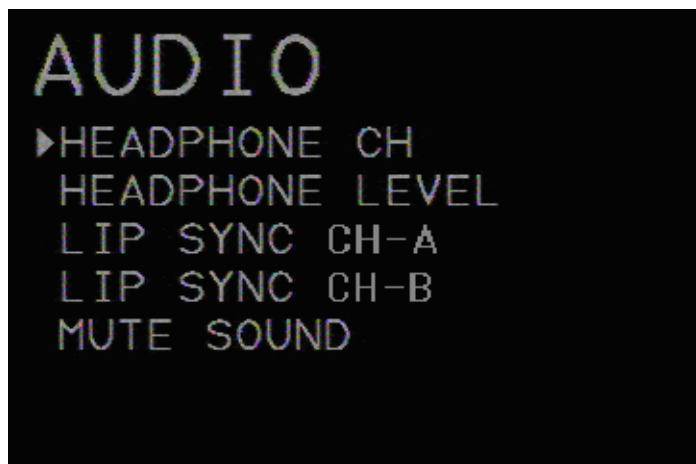 AUDIO
▶HEADPHONE CH
HEADPHONE LEVEL
LIP SYNC CH-A
LIP SYNC CH-B
MUTE SOUND